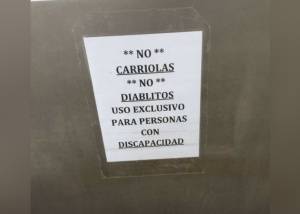 ** NO **
CARRIOLAS
** NO **
DIABLITOS
USO EXCLUSIVO
PARA PERSONAS
CON
DISCAPACIDAD